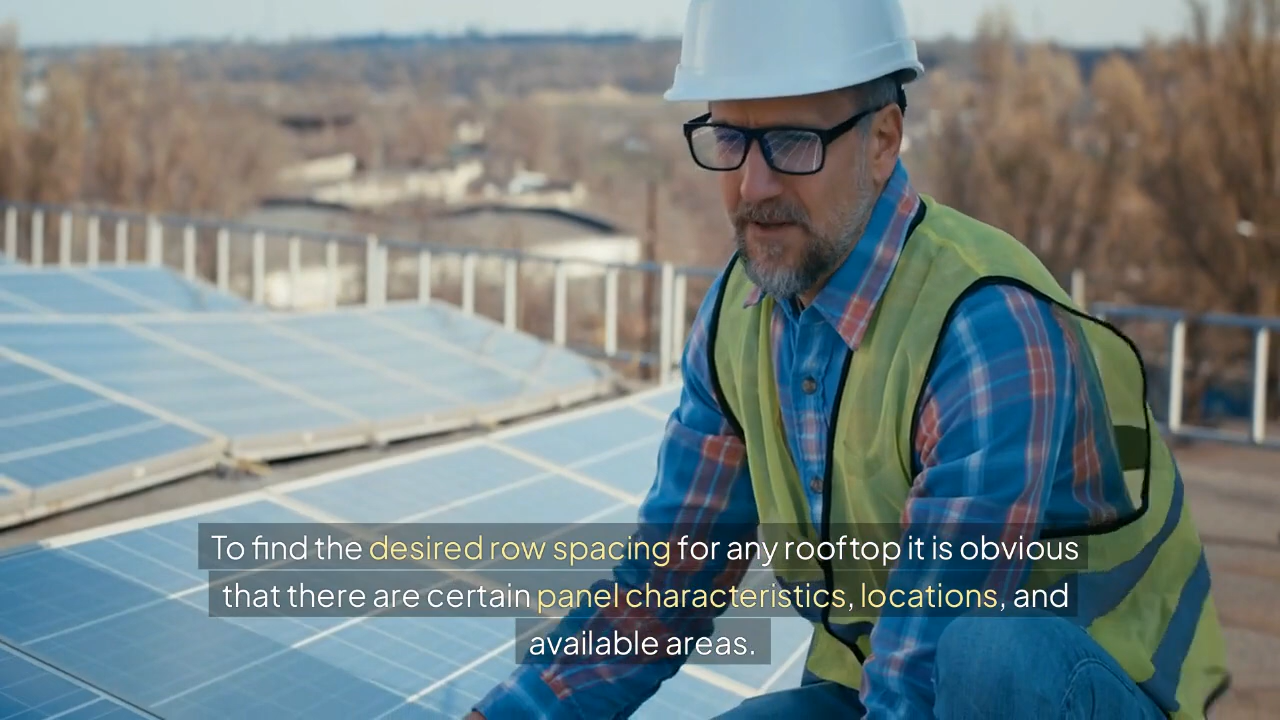 To find the desired row spacing for any rooftop it is obvious
that there are certain panel characteristics, locations, and
available areas.